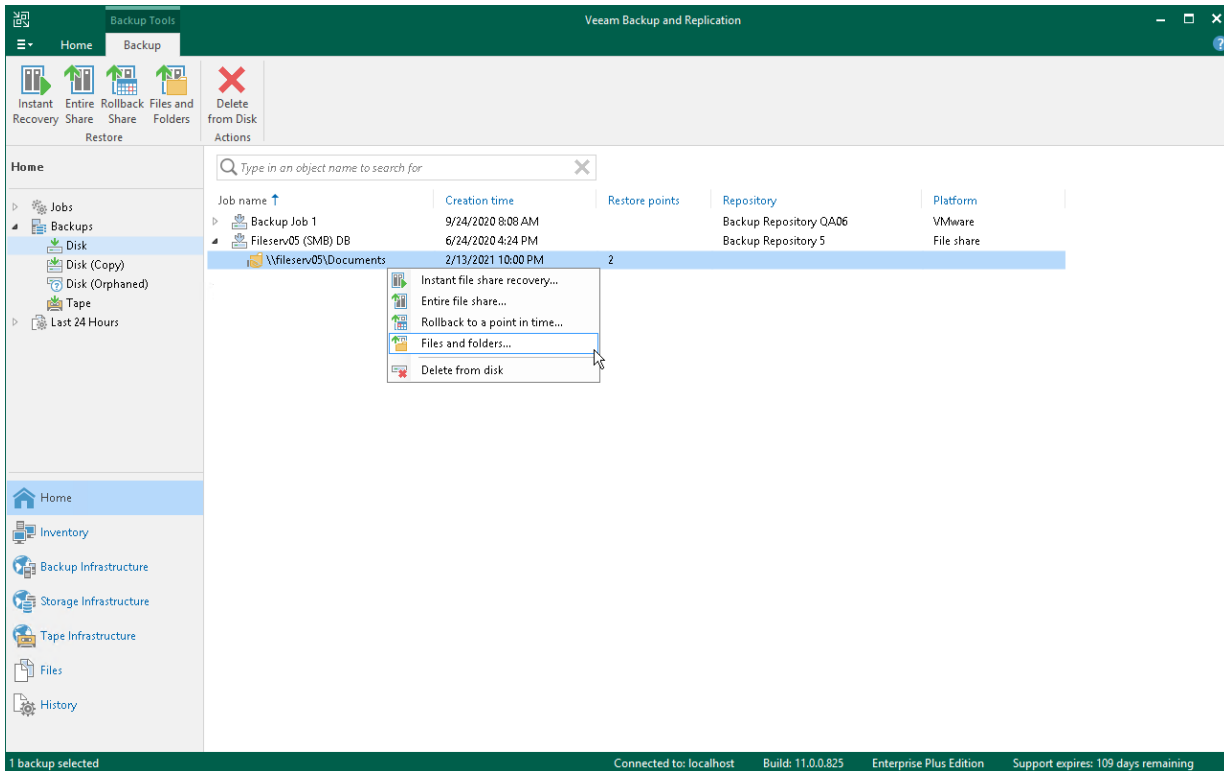 Backup Tools
Veeam Backup and Replication
Home Backup
?
Instant Recovery
Entire Share
Rollback Share
Files and Folders
Delete from Disk
Restore
Actions
Home
Jobs
Backups
Disk
Disk (Copy)
Disk (Orphaned)
Tape
Last 24 Hours
Type in an object name to search for
Job name Creation time Restore points Repository Platform
Backup Job 1 9/24/2020 8:08 AM Backup Repository QA06 VMware
Fileserv05 (SMB) DB 6/24/2020 4:24 PM Backup Repository 5 File share
\\fileserv05\Documents 2/13/2021 10:00 PM 2
Instant file share recovery...
Entire file share...
Rollback to a point in time...
Files and folders...
Delete from disk
Home
Inventory
Backup Infrastructure
Storage Infrastructure
Tape Infrastructure
Files
History
1 backup selected Connected to: localhost Build: 11.0.0.825 Enterprise Plus Edition Support expires: 109 days remaining